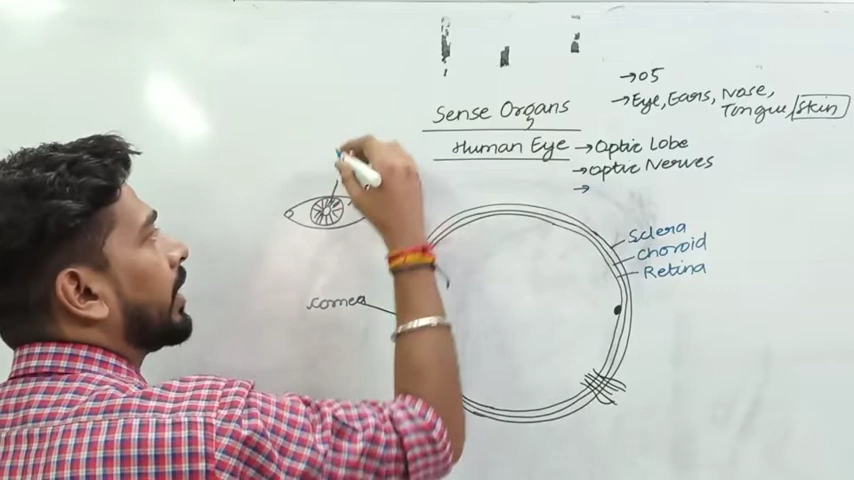 → 05
→ Eye, Ears, Nose,
Tongue/Skin
Sense Organs
Human Eye → Optic Lobe
→ Optic Nerves
→
Sclera
Choroid
Retina
Cornea